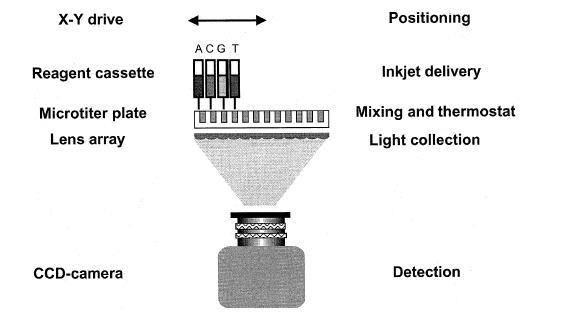 X-Y drive
Positioning
A C G T
Reagent cassette
Inkjet delivery
Microtiter plate
Mixing and thermostat
Lens array
Light collection
CCD-camera
Detection